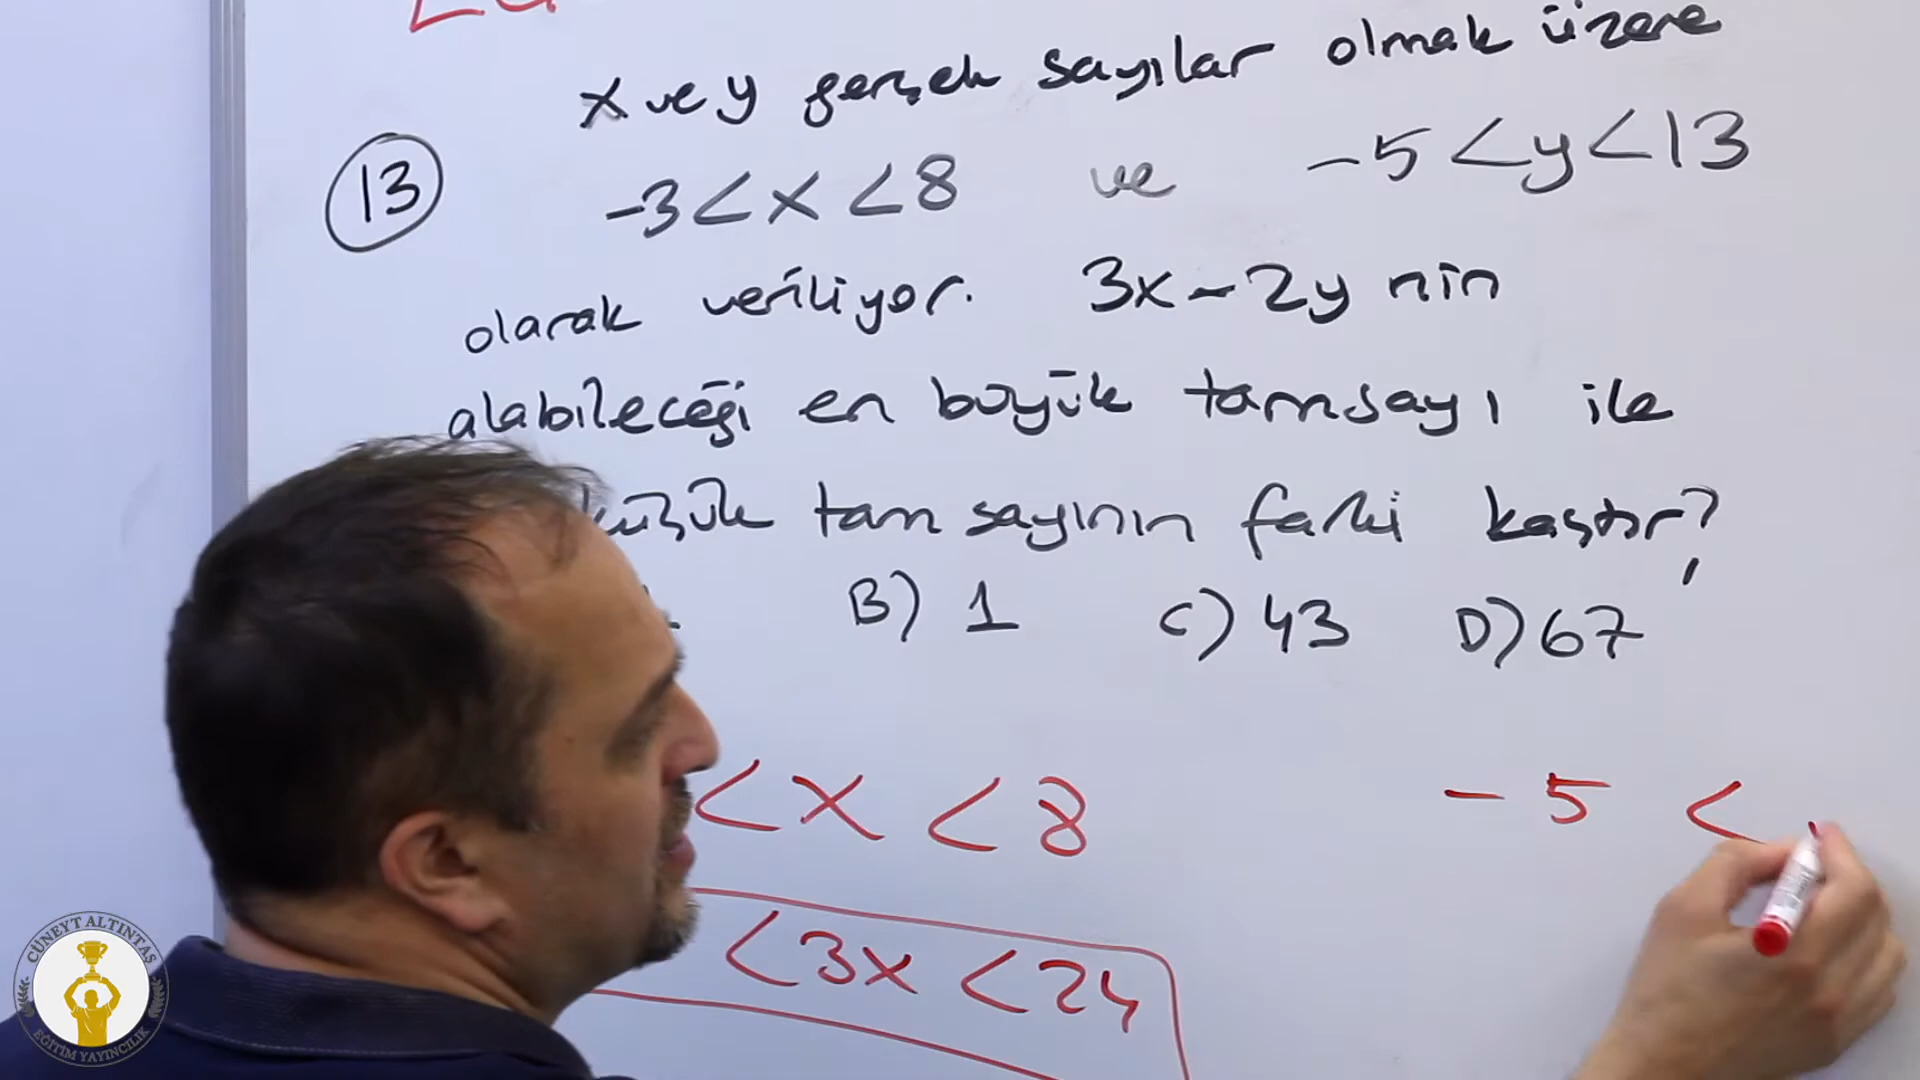 x ve y gerçek sayılar olmak üzere
13
-3<x<8 ve -5<y<13
olarak veriliyor. 3x-2y nin
alabileceği en büyük tamsayı ile
küçük tam sayının farkı kaçtır?
B) 1 C) 43 D) 67
<x<8 -5<
<3x<24
CÜNEYT ALTINTAŞ
EĞİTİM YAYINCILIK